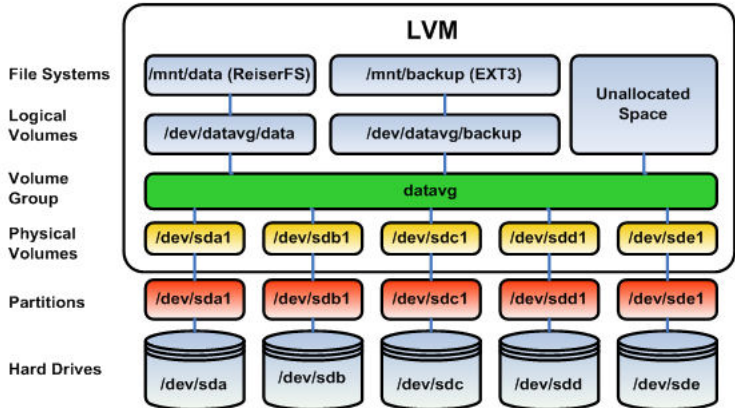 LVM
File Systems
/mnt/data (ReiserFS)
/mnt/backup (EXT3)
Unallocated
Space
Logical
Volumes
/dev/datavg/data
/dev/datavg/backup
Volume
Group
datavg
Physical
Volumes
/dev/sda1
/dev/sdb1
/dev/sdc1
/dev/sdd1
/dev/sde1
Partitions
/dev/sda1
/dev/sdb1
/dev/sdc1
/dev/sdd1
/dev/sde1
Hard Drives
/dev/sda
/dev/sdb
/dev/sdc
/dev/sdd
/dev/sde